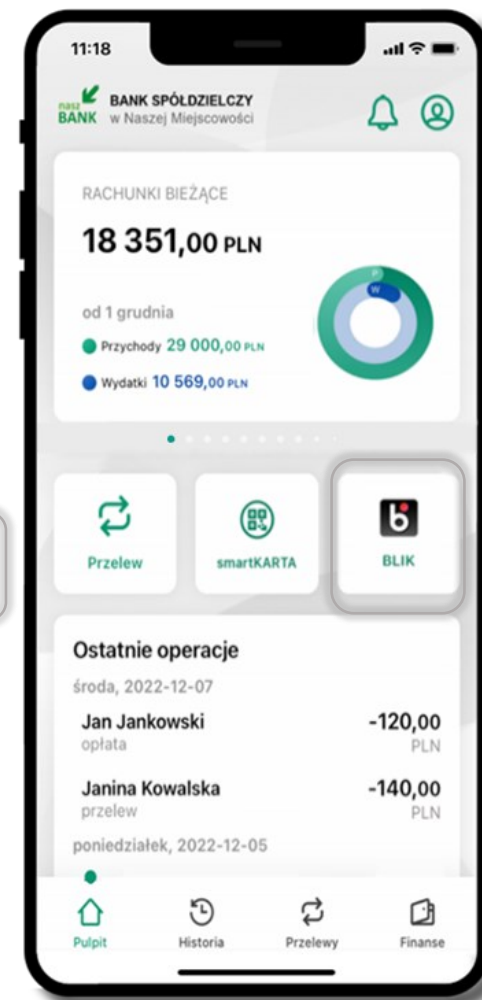 11:18
nasz BANK
BANK SPÓŁDZIELCZY
w Naszej Miejscowości
RACHUNKI BIEŻĄCE
18 351,00 PLN
od 1 grudnia
Przychody 29 000,00 PLN
Wydatki 10 569,00 PLN
P
W
Przelew
smartKARTA
BLIK
Ostatnie operacje
środa, 2022-12-07
Jan Jankowski -120,00
opłata PLN
Janina Kowalska -140,00
przelew PLN
poniedziałek, 2022-12-05
Pulpit Historia Przelewy Finanse